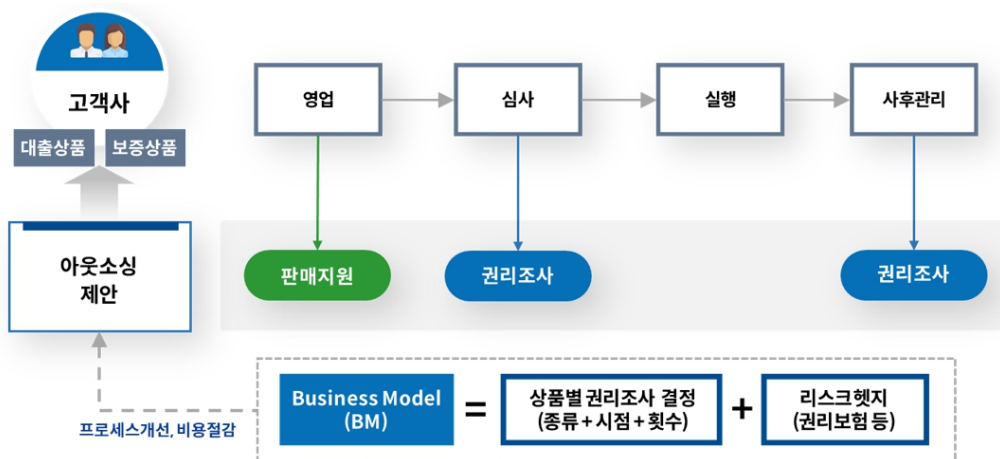 고객사
대출상품 보증상품
아웃소싱
제안
영업 심사 실행 사후관리
판매지원 권리조사 권리조사
Business Model
(BM)
=
상품별 권리조사 결정
(종류 + 시점 + 횟수)
+
리스크헷지
(권리보험 등)
프로세스개선, 비용절감